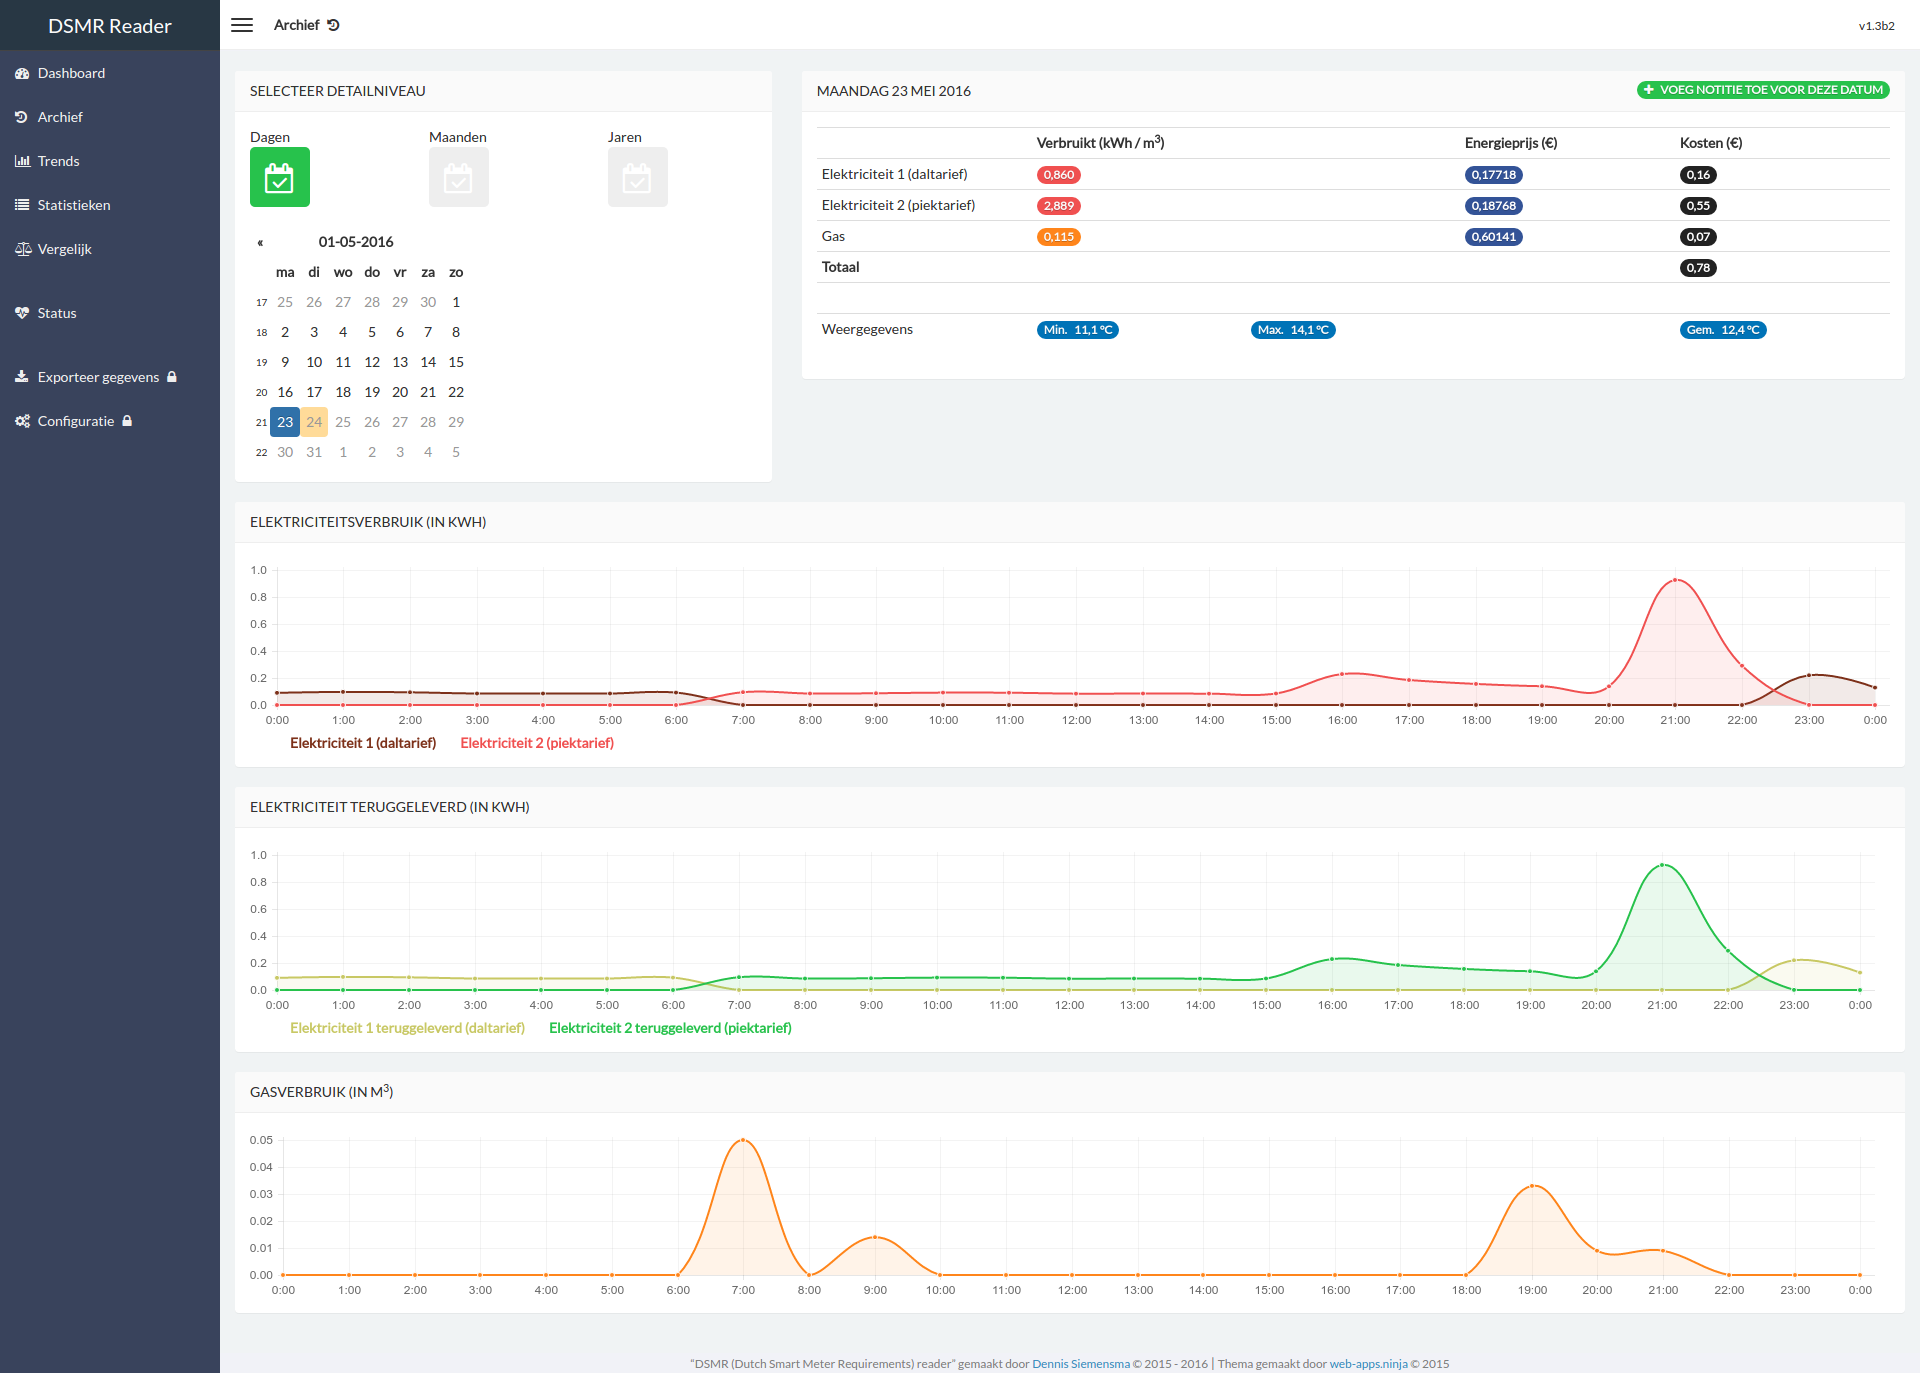 DSMR Reader
Archief
v1.3b2
Dashboard
Archief
Trends
Statistieken
Vergelijk
Status
Exporteer gegevens
Configuratie
SELECTEER DETAILNIVEAU
Dagen Maanden Jaren
« 01-05-2016
ma di wo do vr za zo
17 25 26 27 28 29 30 1
18 2 3 4 5 6 7 8
19 9 10 11 12 13 14 15
20 16 17 18 19 20 21 22
21 23 24 25 26 27 28 29
22 30 31 1 2 3 4 5
MAANDAG 23 MEI 2016
VOEG NOTITIE TOE VOOR DEZE DATUM
Verbruikt (kWh / m³) Energieprijs (€) Kosten (€)
Elektriciteit 1 (daltarief) 0,860 0,17718 0,16
Elektriciteit 2 (piektarief) 2,889 0,18768 0,55
Gas 0,115 0,60141 0,07
Totaal 0,78
Weergegevens Min. 11,1 °C Max. 14,1 °C Gem. 12,4 °C
ELEKTRICITEITSVERBRUIK (IN KWH)
1.0
0.8
0.6
0.4
0.2
0.0
0:00 1:00 2:00 3:00 4:00 5:00 6:00 7:00 8:00 9:00 10:00 11:00 12:00 13:00 14:00 15:00 16:00 17:00 18:00 19:00 20:00 21:00 22:00 23:00 0:00
Elektriciteit 1 (daltarief) Elektriciteit 2 (piektarief)
ELEKTRICITEIT TERUGGELEVERD (IN KWH)
1.0
0.8
0.6
0.4
0.2
0.0
0:00 1:00 2:00 3:00 4:00 5:00 6:00 7:00 8:00 9:00 10:00 11:00 12:00 13:00 14:00 15:00 16:00 17:00 18:00 19:00 20:00 21:00 22:00 23:00 0:00
Elektriciteit 1 teruggeleverd (daltarief) Elektriciteit 2 teruggeleverd (piektarief)
GASVERBRUIK (IN M³)
0.05
0.04
0.03
0.02
0.01
0.00
0:00 1:00 2:00 3:00 4:00 5:00 6:00 7:00 8:00 9:00 10:00 11:00 12:00 13:00 14:00 15:00 16:00 17:00 18:00 19:00 20:00 21:00 22:00 23:00 0:00
“DSMR (Dutch Smart Meter Requirements) reader” gemaakt door Dennis Siemensma © 2015 - 2016 | Thema gemaakt door web-apps.ninja © 2015